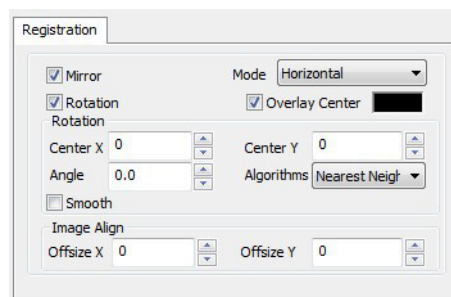 Registration
Mirror Mode Horizontal
Rotation Overlay Center
Rotation
Center X 0 Center Y 0
Angle 0.0 Algorithms Nearest Neigh
Smooth
Image Align
Offsize X 0 Offsize Y 0